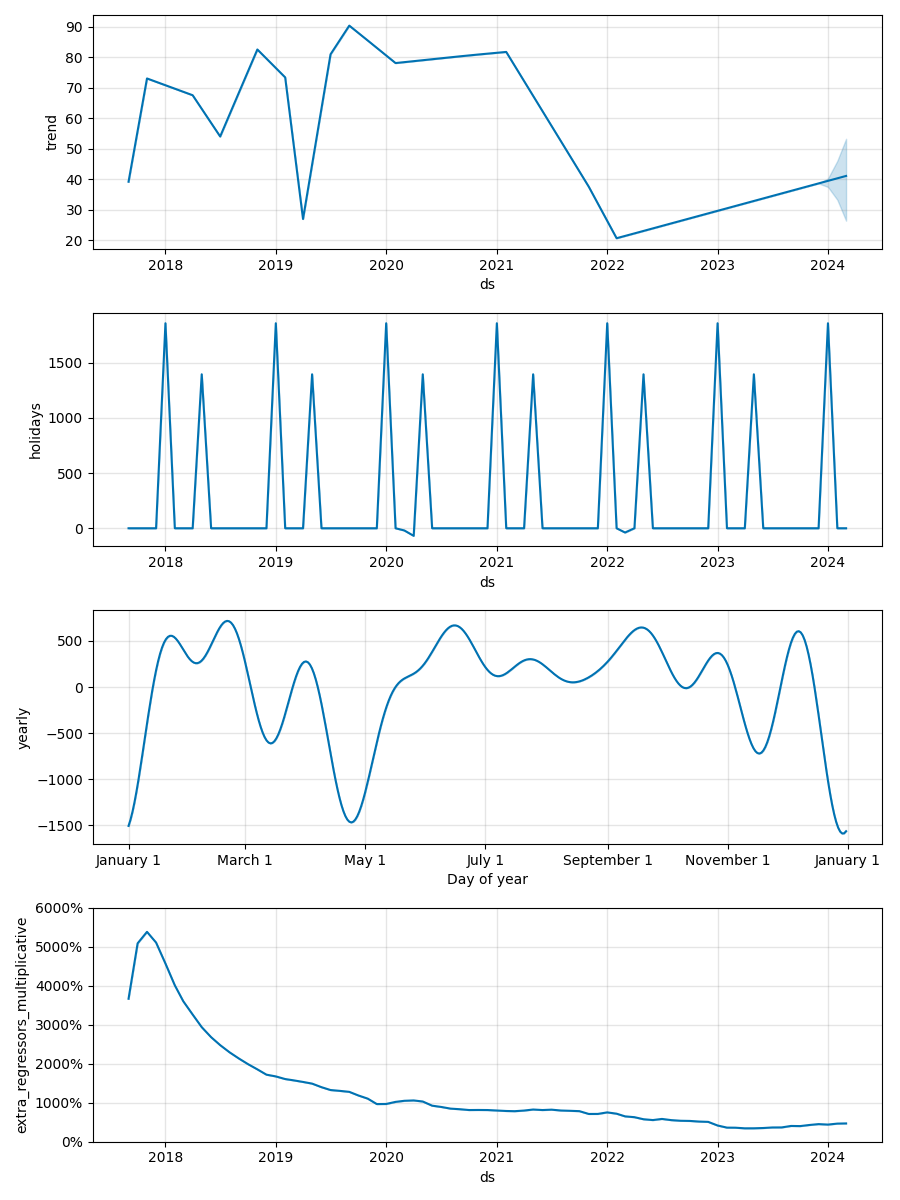 90
80
70
60
50
40
30
20
trend
2018 2019 2020 2021 2022 2023 2024
ds
1500
1000
500
0
holidays
2018 2019 2020 2021 2022 2023 2024
ds
500
0
−500
−1000
−1500
yearly
January 1 March 1 May 1 July 1 September 1 November 1 January 1
Day of year
6000%
5000%
4000%
3000%
2000%
1000%
0%
extra_regressors_multiplicative
2018 2019 2020 2021 2022 2023 2024
ds